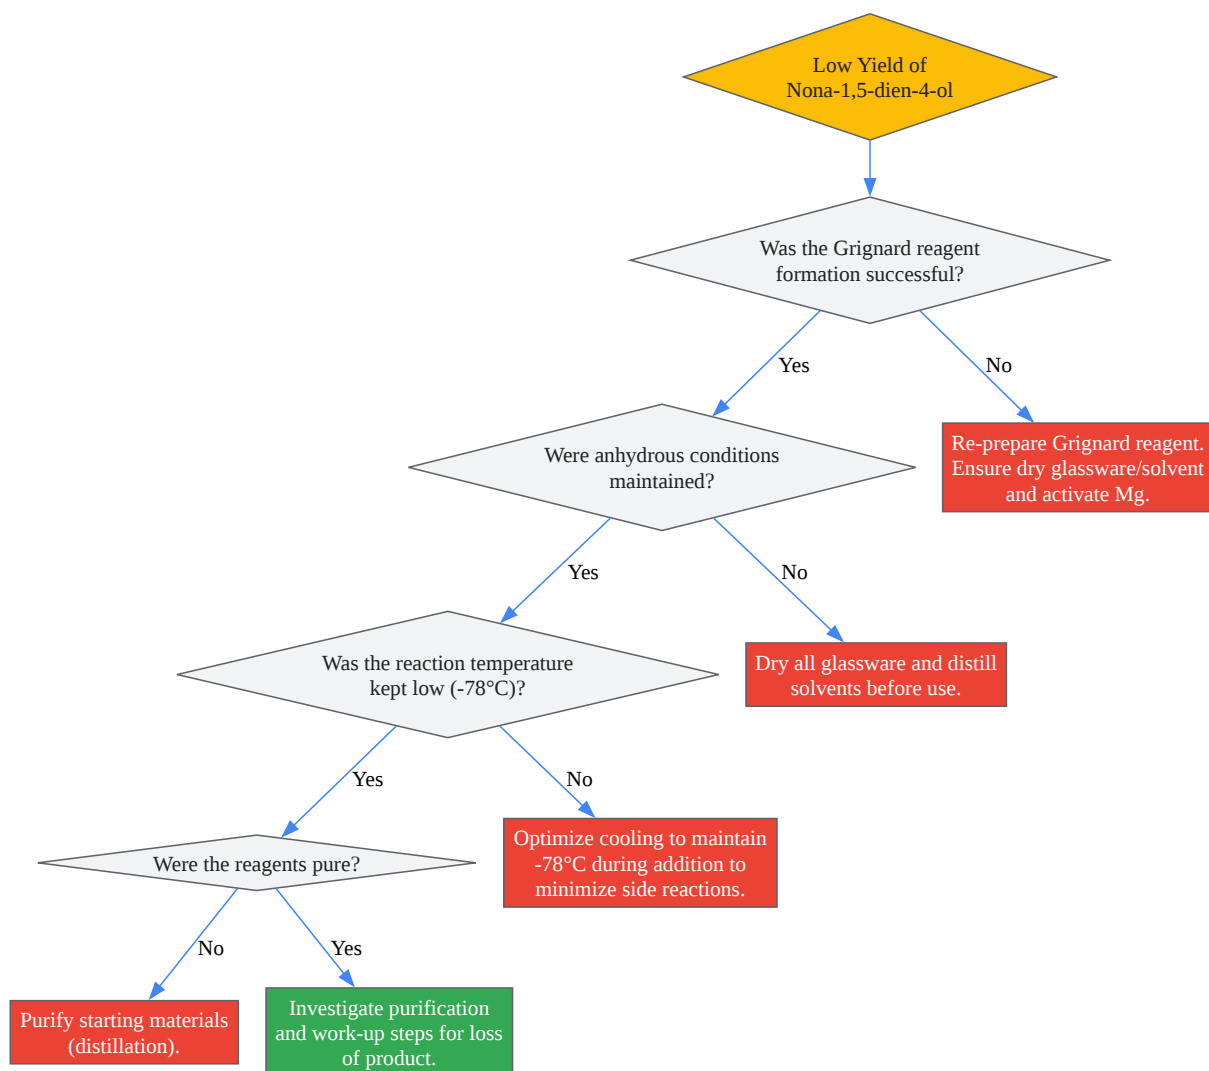 Low Yield of
Nona-1,5-dien-4-ol
Was the Grignard reagent
formation successful?
Yes
No
Were anhydrous conditions
maintained?
Re-prepare Grignard reagent.
Ensure dry glassware/solvent
and activate Mg.
Yes
No
Was the reaction temperature
kept low (-78°C)?
Dry all glassware and distill
solvents before use.
Yes
No
Were the reagents pure?
Optimize cooling to maintain
-78°C during addition to
minimize side reactions.
No
Yes
Purify starting materials
(distillation).
Investigate purification
and work-up steps for loss
of product.